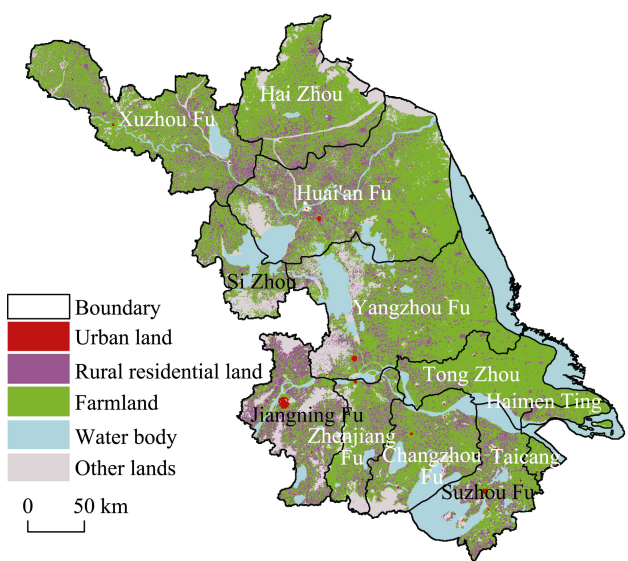 Hai Zhou
Xuzhou Fu
Huai'an Fu
Si Zhou
Yangzhou Fu
Boundary
Urban land
Rural residential land
Farmland
Water body
Other lands
0 50 km
Tong Zhou
Haimen Ting
Jiangning Fu
Zhenjiang
Fu
Changzhou
Fu
Taicang
Suzhou Fu